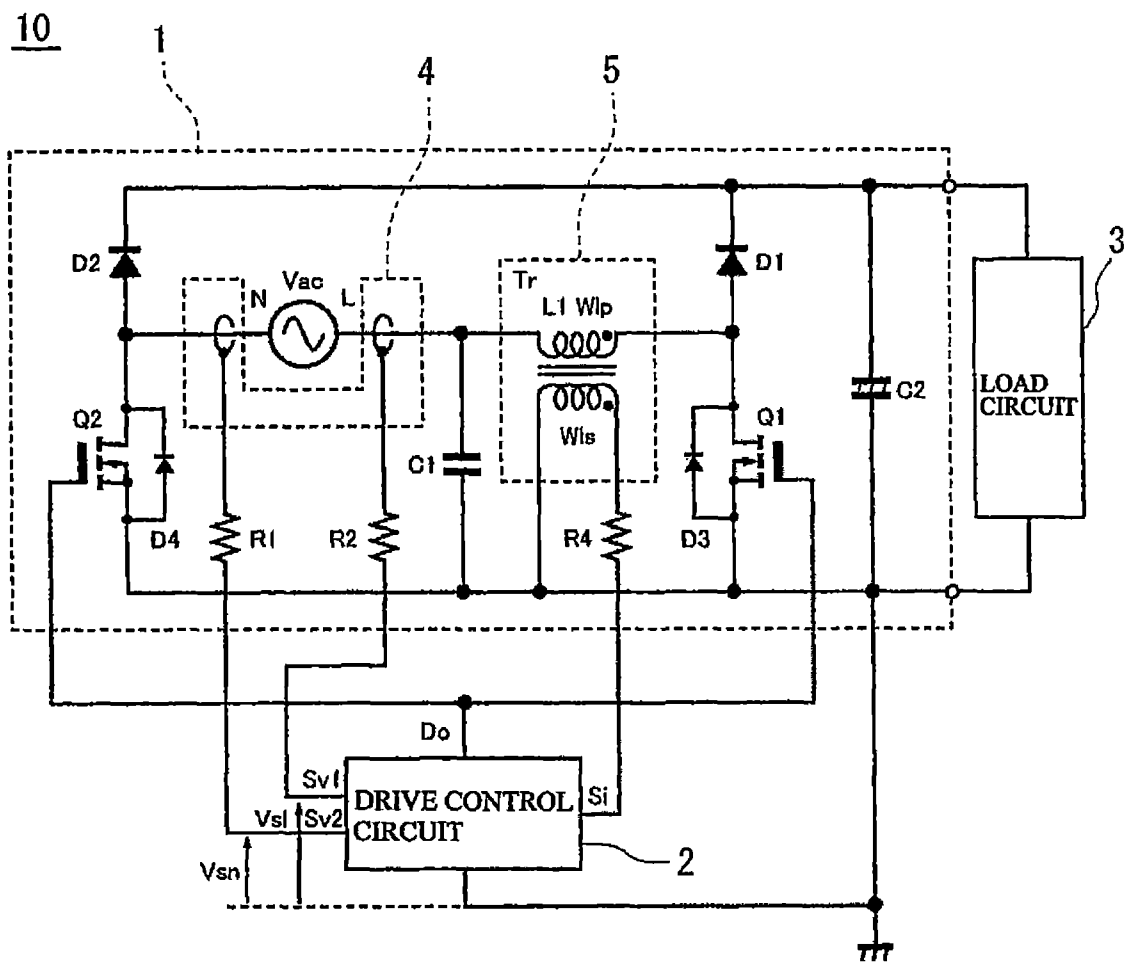 10
1
4
5
D2
N
Vac
L
Tr
L1 Wlp
D1
3
Wls
Q2
C1
Q1
C2
LOAD
CIRCUIT
D4
R1
R2
R4
D3
Do
Sv1
Vsl
Sv2
Si
DRIVE CONTROL
CIRCUIT
Vsn
2